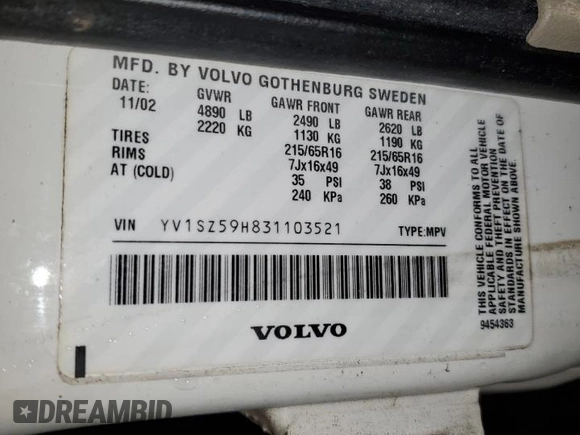 MFD. BY VOLVO GOTHENBURG SWEDEN
DATE: GVWR GAWR FRONT GAWR REAR
11/02 4890 LB 2490 LB 2620 LB
2220 KG 1130 KG 1190 KG
TIRES 215/65R16 215/65R16
RIMS 7Jx16x49 7Jx16x49
AT (COLD) 35 PSI 38 PSI
240 KPa 260 KPa
VIN YV1SZ59H831103521 TYPE:MPV
VOLVO
THIS VEHICLE CONFORMS TO ALL
APPLICABLE FEDERAL MOTOR VEHICLE
SAFETY AND THEFT PREVENTION
STANDARDS IN EFFECT ON DATE OF
MANUFACTURE SHOWN ABOVE.
9454363
DREAMBID